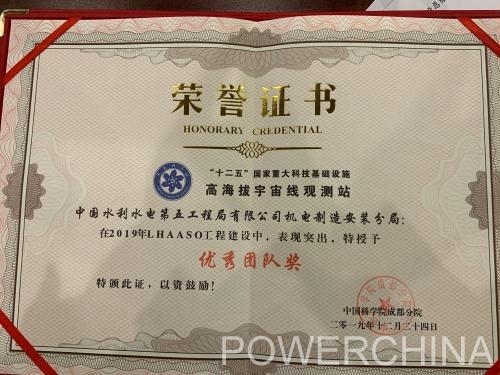 荣誉证书
HONORARY CREDENTIAL
“十二五”国家重大科技基础设施
高海拔宇宙线观测站
中国水利水电第五工程局有限公司机电制造安装分局:
在2019年LHAASO工程建设中，表现突出，特授予
优秀团队奖
特颁此证，以资鼓励！
中国科学院成都分院
二零一九年十二月二十四日
POWERCHINA